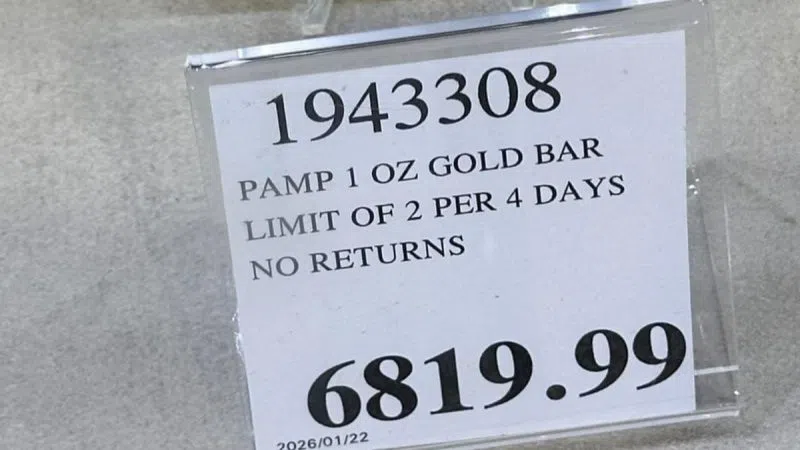 1943308
PAMP 1 OZ GOLD BAR
LIMIT OF 2 PER 4 DAYS
NO RETURNS
6819.99
2026/01/22